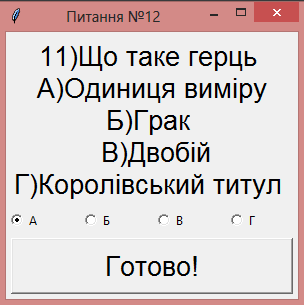 Питання №12
11)Що таке герць
А)Одиниця виміру
Б)Грак
В)Двобій
Г)Королівський титул
А Б В Г
Готово!